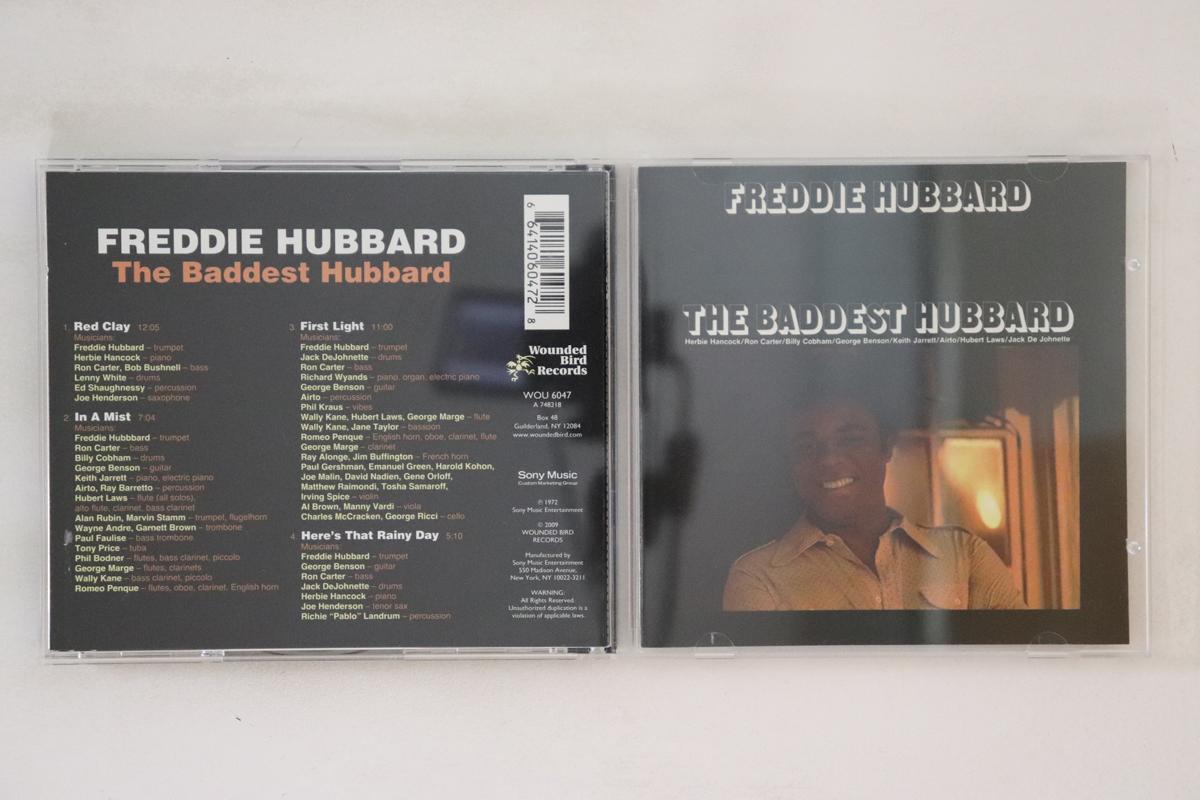 FREDDIE HUBBARD
The Baddest Hubbard
1. Red Clay 12:05
Musicians:
Freddie Hubbard – trumpet
Herbie Hancock – piano
Ron Carter, Bob Bushnell – bass
Lenny White – drums
Ed Shaughnessy – percussion
Joe Henderson – saxophone
2. In A Mist 7:04
Musicians:
Freddie Hubbbard – trumpet
Ron Carter – bass
Billy Cobham – drums
George Benson – guitar
Keith Jarrett – piano, electric piano
Airto, Ray Barretto – percussion
Hubert Laws – flute (all solos),
alto flute, clarinet, bass clarinet
Alan Rubin, Marvin Stamm – trumpet, flugelhorn
Wayne Andre, Garnett Brown – trombone
Paul Faulise – bass trombone
Tony Price – tuba
Phil Bodner – flutes, bass clarinet, piccolo
George Marge – flutes, clarinets
Wally Kane – bass clarinet, piccolo
Romeo Penque – flutes, oboe, clarinet, English horn
3. First Light 11:00
Musicians:
Freddie Hubbard – trumpet
Jack DeJohnette – drums
Ron Carter – bass
Richard Wyands – piano, organ, electric piano
George Benson – guitar
Airto – percussion
Phil Kraus – vibes
Wally Kane, Hubert Laws, George Marge – flute
Wally Kane, Jane Taylor – bassoon
Romeo Penque – English horn, oboe, clarinet, flute
George Marge – clarinet
Ray Alonge, Jim Buffington – French horn
Paul Gershman, Emanuel Green, Harold Kohon,
Joe Malin, David Nadien, Gene Orloff,
Matthew Raimondi, Tosha Samaroff,
Irving Spice – violin
Al Brown, Manny Vardi – viola
Charles McCracken, George Ricci – cello
4. Here's That Rainy Day 5:10
Musicians:
Freddie Hubbard – trumpet
George Benson – guitar
Ron Carter – bass
Jack DeJohnette – drums
Herbie Hancock – piano
Joe Henderson – tenor sax
Richie "Pablo" Landrum – percussion
6 64140 60472 8
Wounded
Bird
Records
WOU 6047
A 748218
Box 48
Guilderland, NY 12084
www.woundedbird.com
Sony Music
Custom Marketing Group
℗ 1972
Sony Music Entertainment
© 2009
WOUNDED BIRD
RECORDS
Manufactured by
Sony Music Entertainment
550 Madison Avenue,
New York, NY 10022-3211
WARNING:
All Rights Reserved.
Unauthorized duplication is a
violation of applicable laws.
FREDDIE HUBBARD
THE BADDEST HUBBARD
Herbie Hancock/Ron Carter/Billy Cobham/George Benson/Keith Jarrett/Airto/Hubert Laws/Jack De Johnette